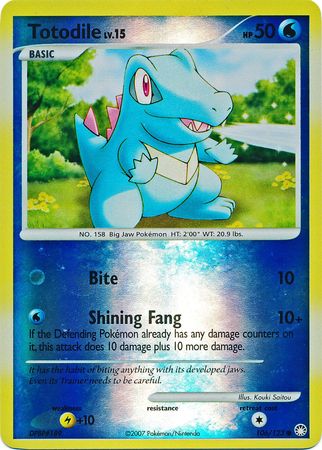 Totodile LV.15 HP 50
BASIC
NO. 158 Big Jaw Pokémon HT: 2'00" WT: 20.9 lbs.
Bite 10
Shining Fang 10+
If the Defending Pokémon already has any damage counters on
it, this attack does 10 damage plus 10 more damage.
It has the habit of biting anything with its developed jaws.
Even its Trainer needs to be careful.
Illus. Kouki Saitou
weakness resistance retreat cost
+10
©2007 Pokémon/Nintendo
106/123